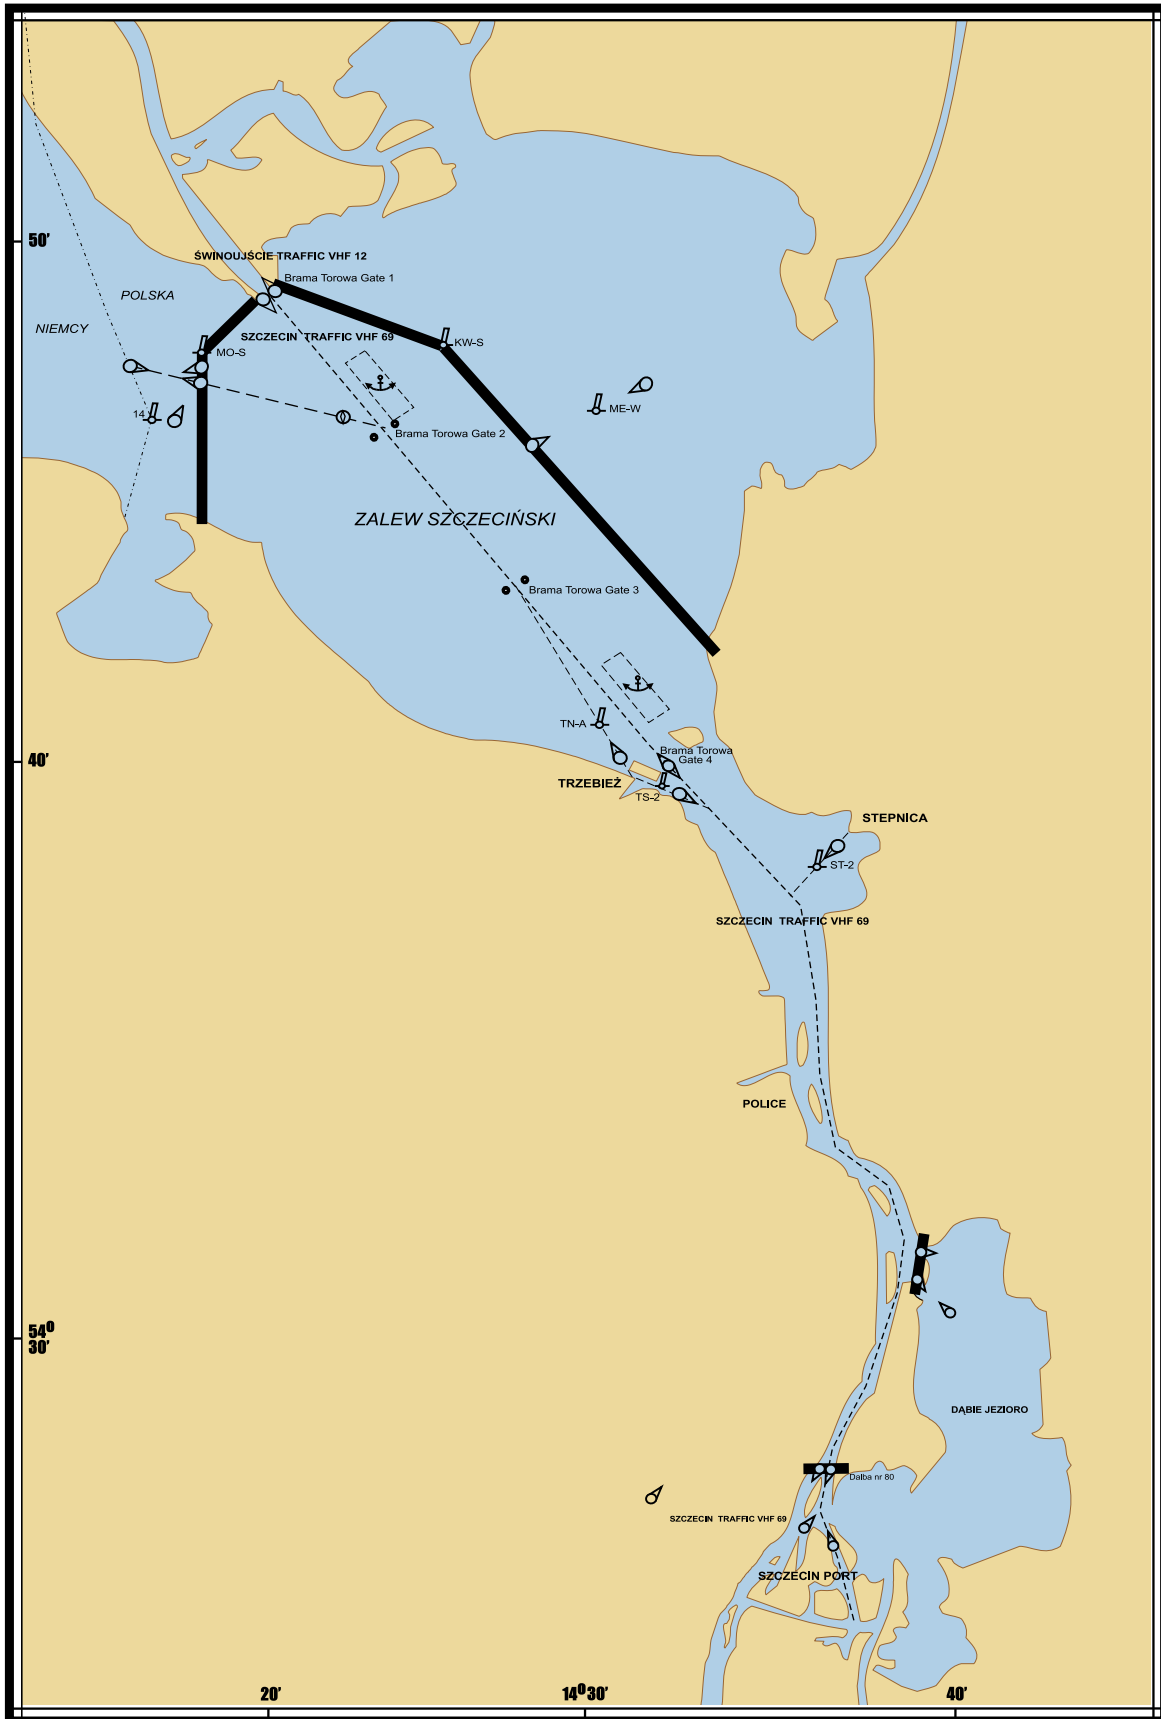 50'
ŚWINOUJŚCIE TRAFFIC VHF 12
Brama Torowa Gate 1
POLSKA
NIEMCY
SZCZECIN TRAFFIC VHF 69
KW-S
MO-S
ME-W
14
Brama Torowa Gate 2
ZALEW SZCZECIŃSKI
Brama Torowa Gate 3
TN-A
Brama Torowa
Gate 4
40'
TRZEBIEŻ
TS-2
STEPNICA
ST-2
SZCZECIN TRAFFIC VHF 69
POLICE
54⁰
30'
DĄBIE JEZIORO
Dalba nr 80
SZCZECIN TRAFFIC VHF 69
SZCZECIN PORT
20'
14⁰30'
40'